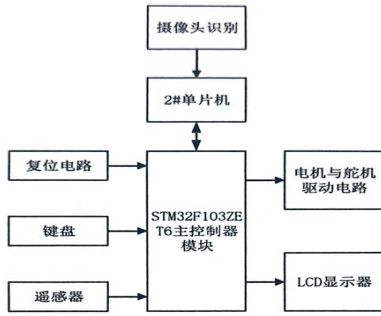 摄像头识别
2#单片机
复位电路
键盘
遥感器
STM32F103ZE
T6主控制器
模块
电机与舵机
驱动电路
LCD显示器